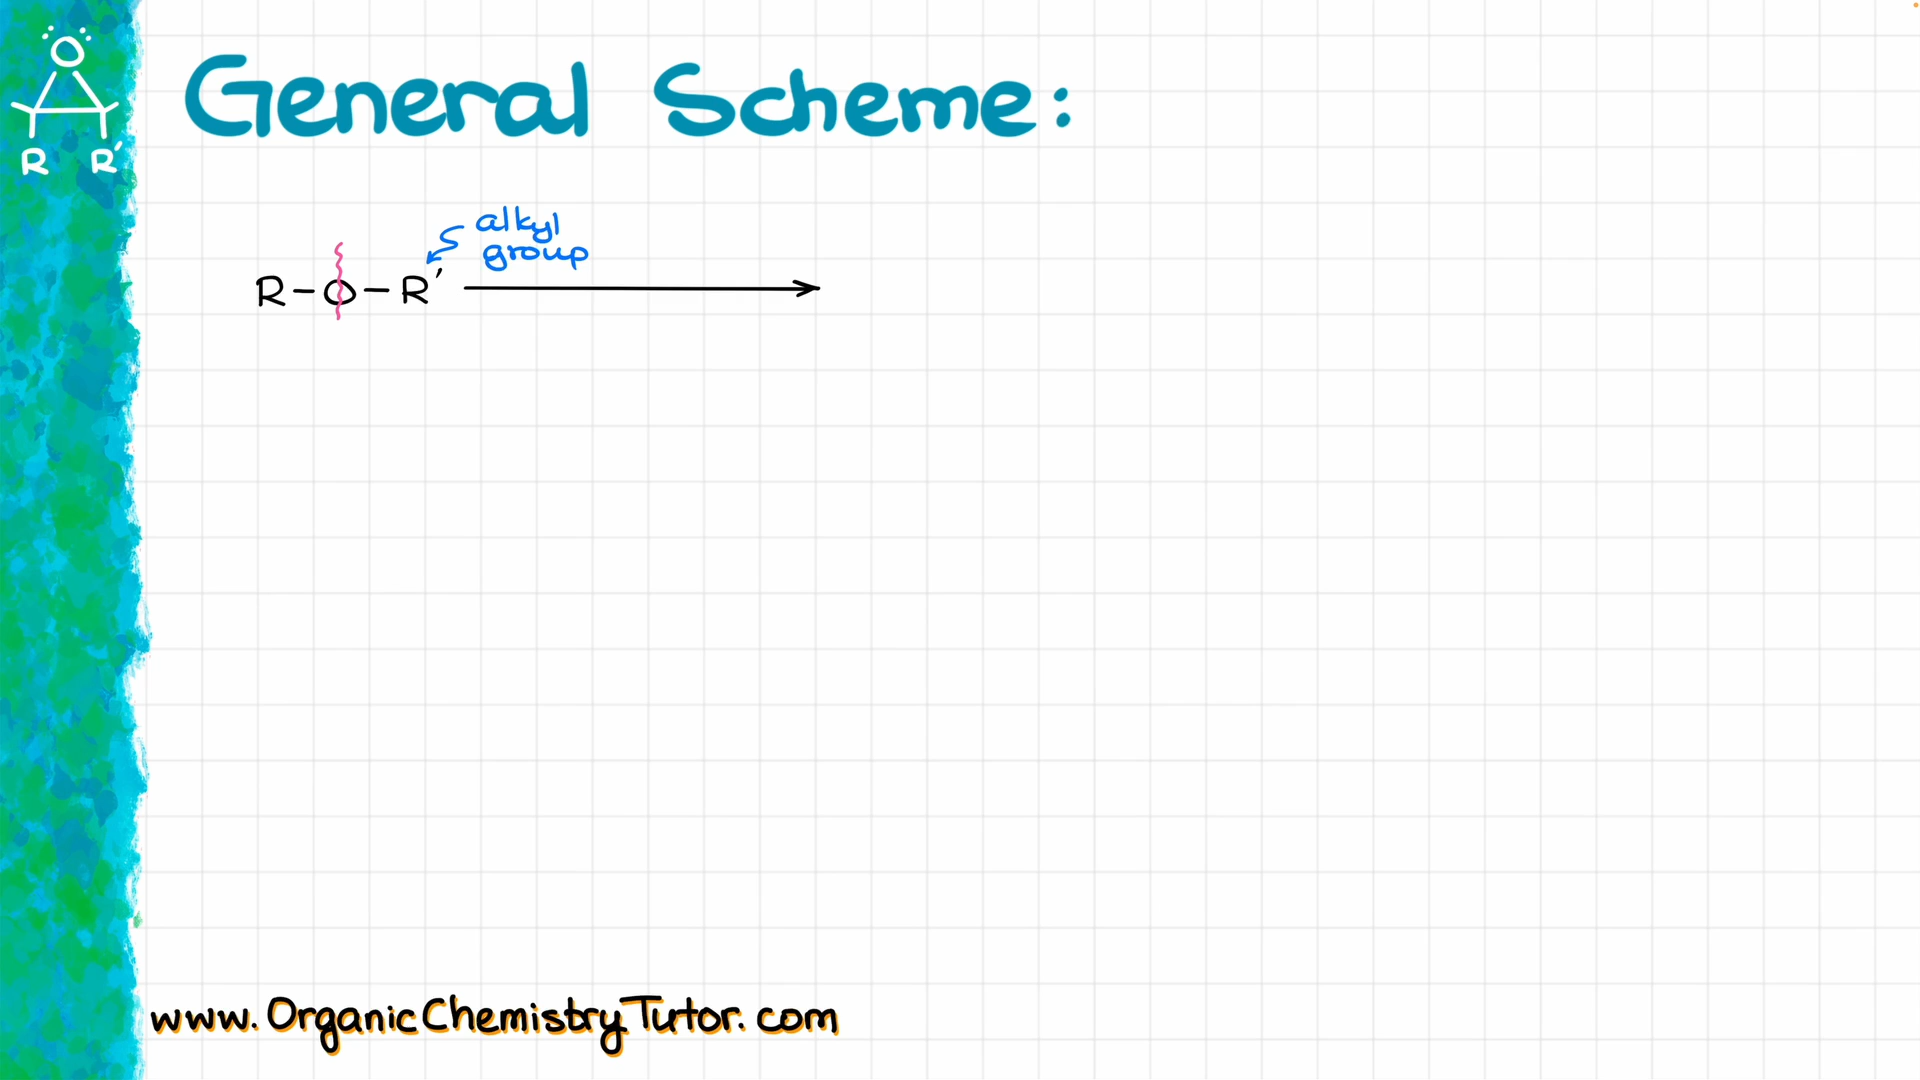 O
R R′
General Scheme:
alkyl
group
R-O-R′
www.OrganicChemistryTutor.com